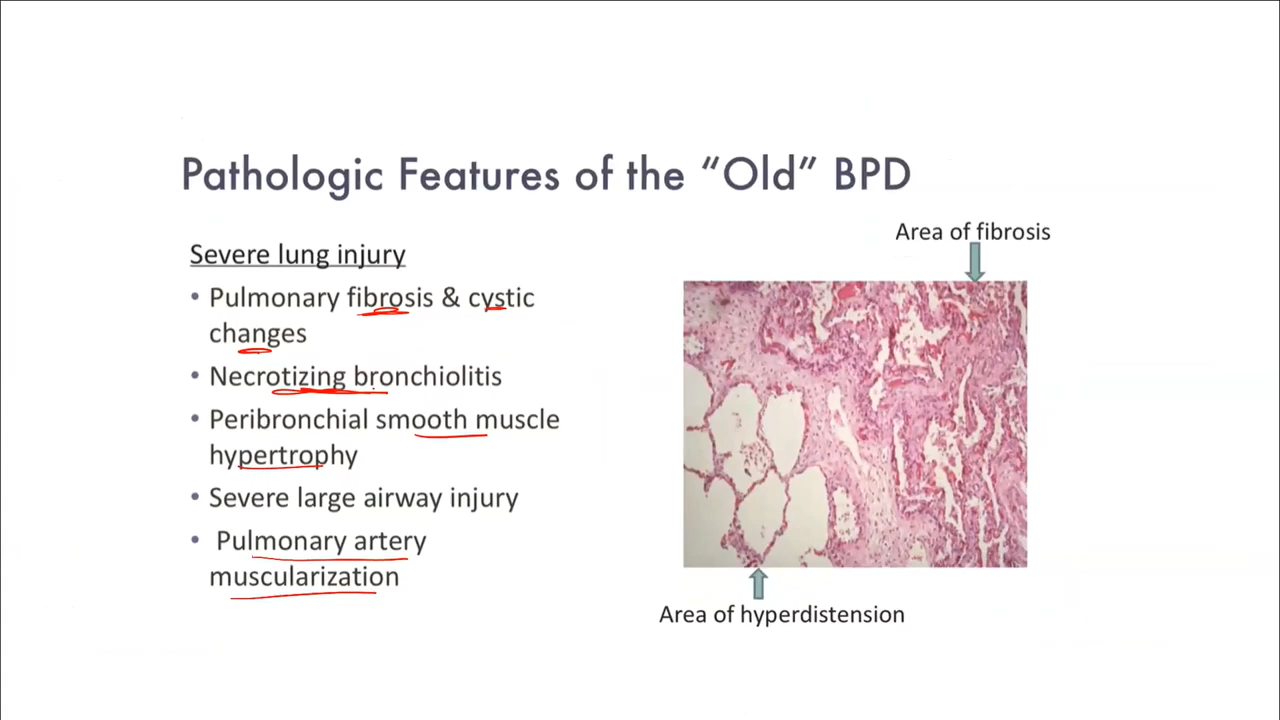 Pathologic Features of the “Old” BPD
Area of fibrosis
Severe lung injury
• Pulmonary fibrosis & cystic
changes
• Necrotizing bronchiolitis
• Peribronchial smooth muscle
hypertrophy
• Severe large airway injury
• Pulmonary artery
muscularization
Area of hyperdistension